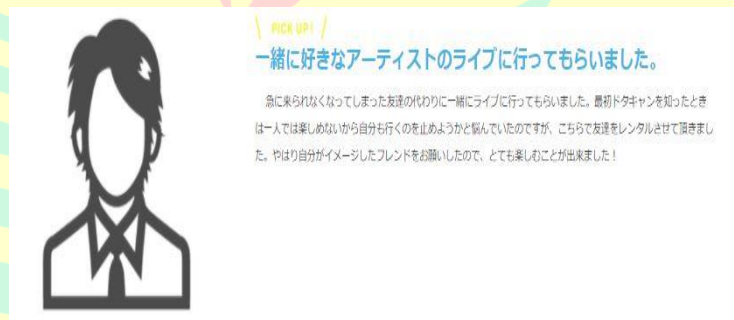 \ PICK UP! /
一緒に好きなアーティストのライブに行ってもらいました。
急に来られなくなってしまった友達の代わりに一緒にライブに行ってもらいました。最初ドタキャンを知ったとき
は一人では楽しめないから自分も行くのを止めようかと悩んでいたのですが、こちらで友達をレンタルさせて頂きまし
た。やはり自分がイメージしたフレンドをお願いしたので、とても楽しむことが出来ました！